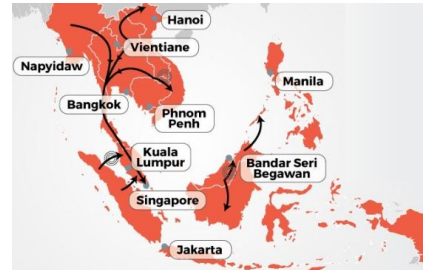 Hanoi
Napyidaw
Vientiane
Manila
Bangkok
Phnom
Penh
Kuala
Lumpur
Bandar Seri
Begawan
Singapore
Jakarta